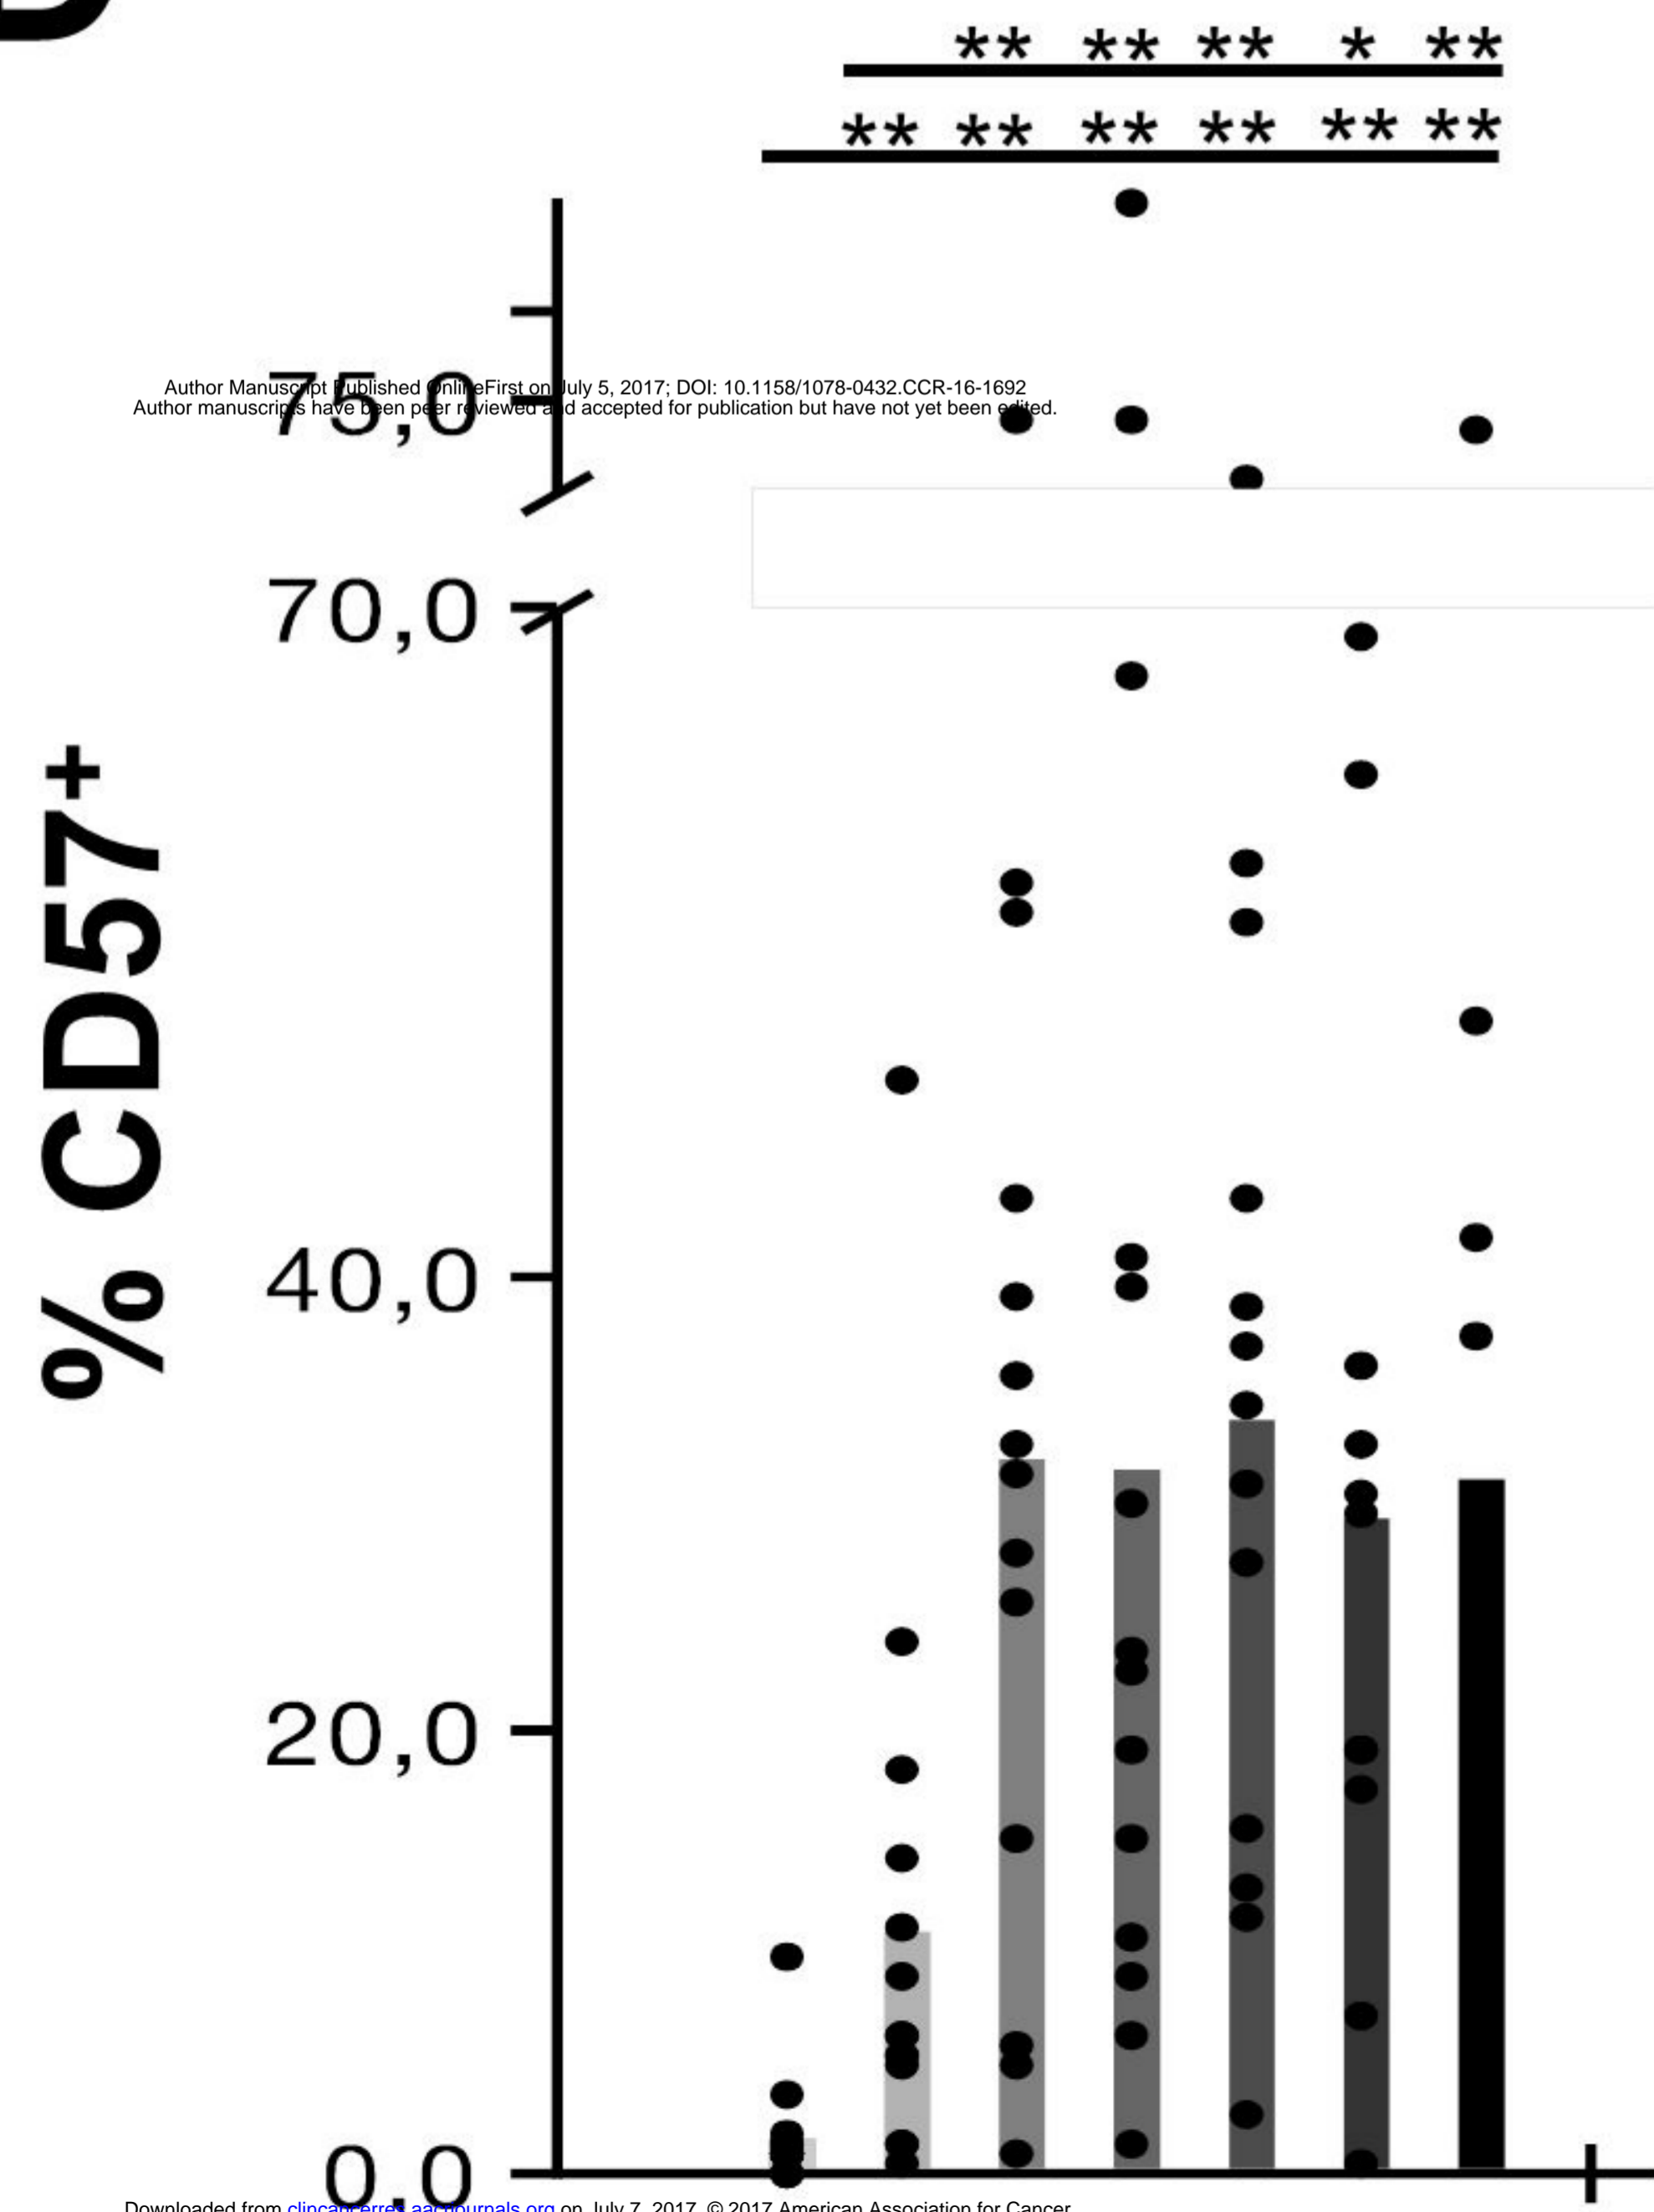 ** ** ** * **
** ** ** ** ** **
75,0
Author Manuscript Published OnlineFirst on July 5, 2017; DOI: 10.1158/1078-0432.CCR-16-1692
Author manuscripts have been peer reviewed and accepted for publication but have not yet been edited.
70,0
% CD57+
40,0
20,0
0,0
Downloaded from clincancerres.aacrjournals.org on July 7, 2017. © 2017 American Association for Cancer